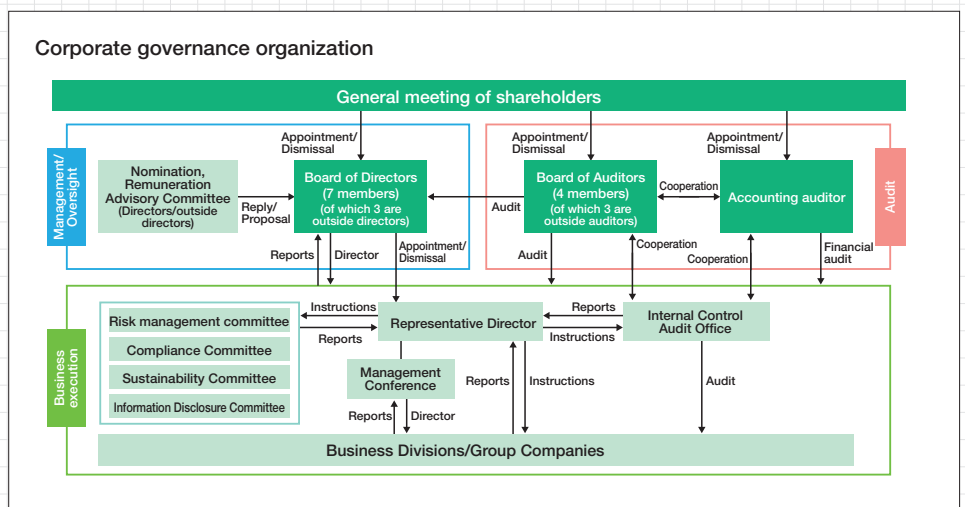 Corporate governance organization
General meeting of shareholders
Appointment/
Dismissal
Appointment/
Dismissal
Appointment/
Dismissal
Management/
Oversight
Nomination,
Remuneration
Advisory Committee
(Directors/outside
directors)
Reply/
Proposal
Board of Directors
(7 members)
(of which 3 are
outside directors)
Audit
Board of Auditors
(4 members)
(of which 3 are
outside auditors)
Cooperation
Accounting auditor
Audit
Reports
Director
Appointment/
Dismissal
Audit
Cooperation
Cooperation
Financial
audit
Business
execution
Risk management committee
Compliance Committee
Sustainability Committee
Information Disclosure Committee
Instructions
Reports
Representative Director
Reports
Instructions
Internal Control
Audit Office
Management
Conference
Reports
Instructions
Audit
Reports
Director
Business Divisions/Group Companies